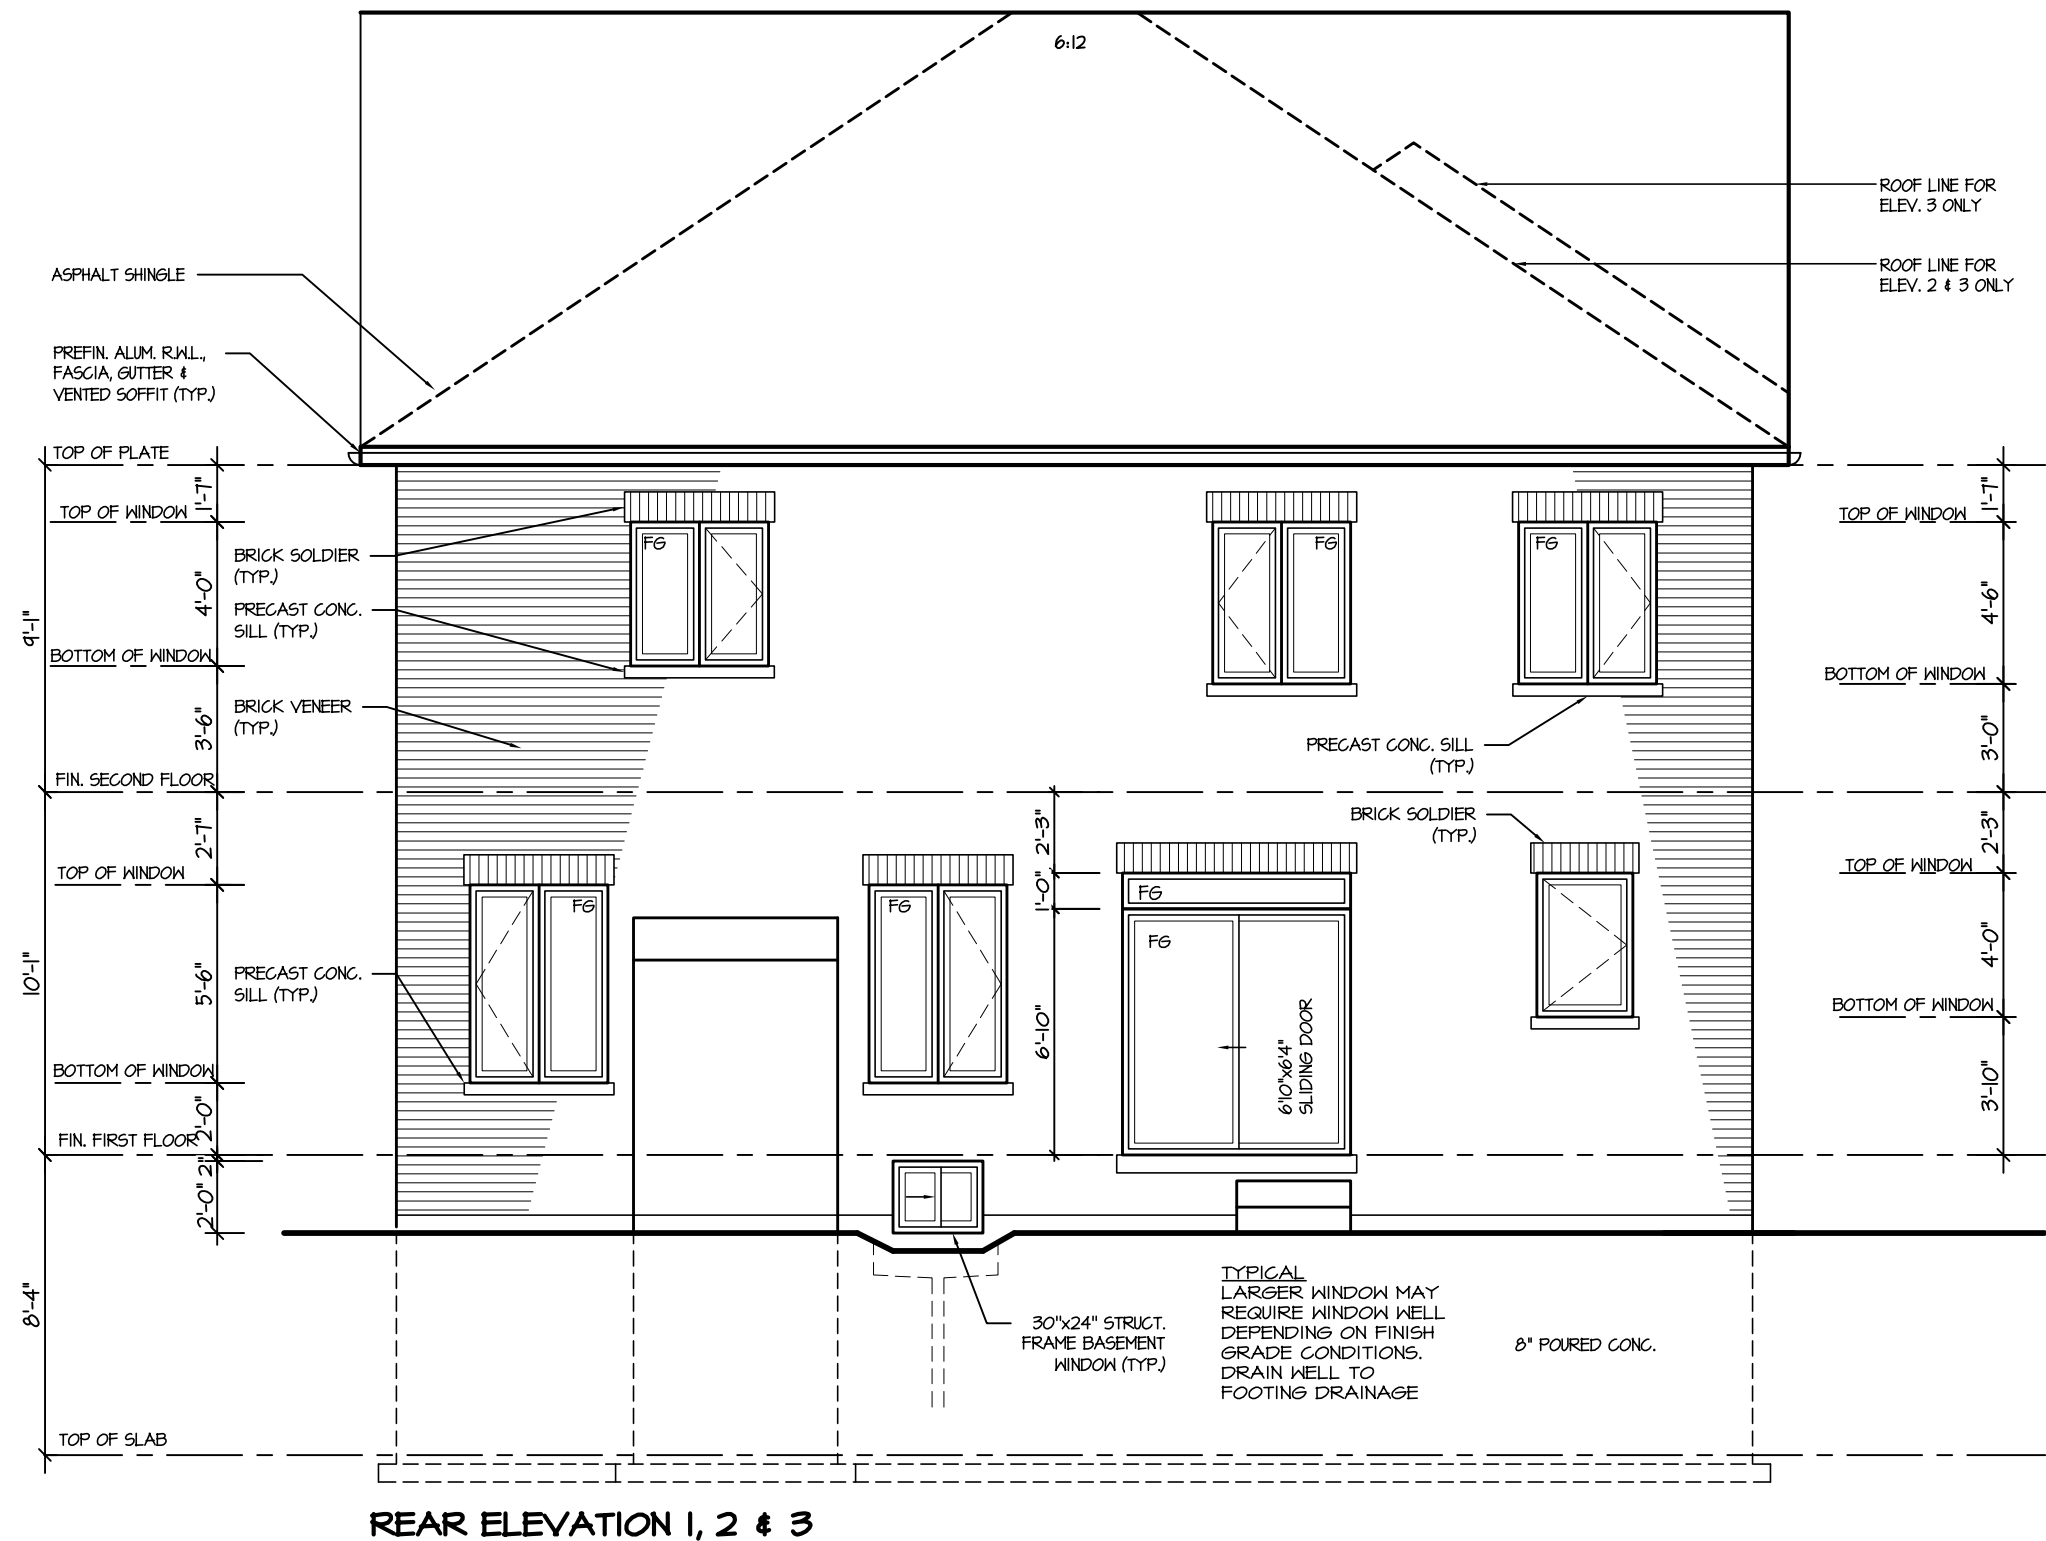 6:12
ROOF LINE FOR
ELEV. 3 ONLY
ROOF LINE FOR
ELEV. 2 & 3 ONLY
ASPHALT SHINGLE
PREFIN. ALUM. R.W.L.,
FASCIA, GUTTER &
VENTED SOFFIT (TYP.)
TOP OF PLATE
1'-7"
1'-7"
TOP OF WINDOW
TOP OF WINDOW
FG
FG
FG
BRICK SOLDIER
(TYP.)
4'-0"
4'-6"
9'-1"
PRECAST CONC.
SILL (TYP.)
BOTTOM OF WINDOW
BOTTOM OF WINDOW
BRICK VENEER
(TYP.)
3'-6"
3'-0"
PRECAST CONC. SILL
(TYP.)
FIN. SECOND FLOOR
BRICK SOLDIER
(TYP.)
2'-7"
2'-3"
2'-3"
TOP OF WINDOW
TOP OF WINDOW
1'-0"
FG
FG
FG
FG
4'-0"
10'-1"
5'-6"
PRECAST CONC.
SILL (TYP.)
BOTTOM OF WINDOW
6'-10"
6'10"x6'4"
SLIDING DOOR
BOTTOM OF WINDOW
3'-10"
2'-0"
FIN. FIRST FLOOR
2"
2'-0"
8'-4"
30"x24" STRUCT.
FRAME BASEMENT
WINDOW (TYP.)
TYPICAL
LARGER WINDOW MAY
REQUIRE WINDOW WELL
DEPENDING ON FINISH
GRADE CONDITIONS.
DRAIN WELL TO
FOOTING DRAINAGE
8" POURED CONC.
TOP OF SLAB
REAR ELEVATION 1, 2 & 3